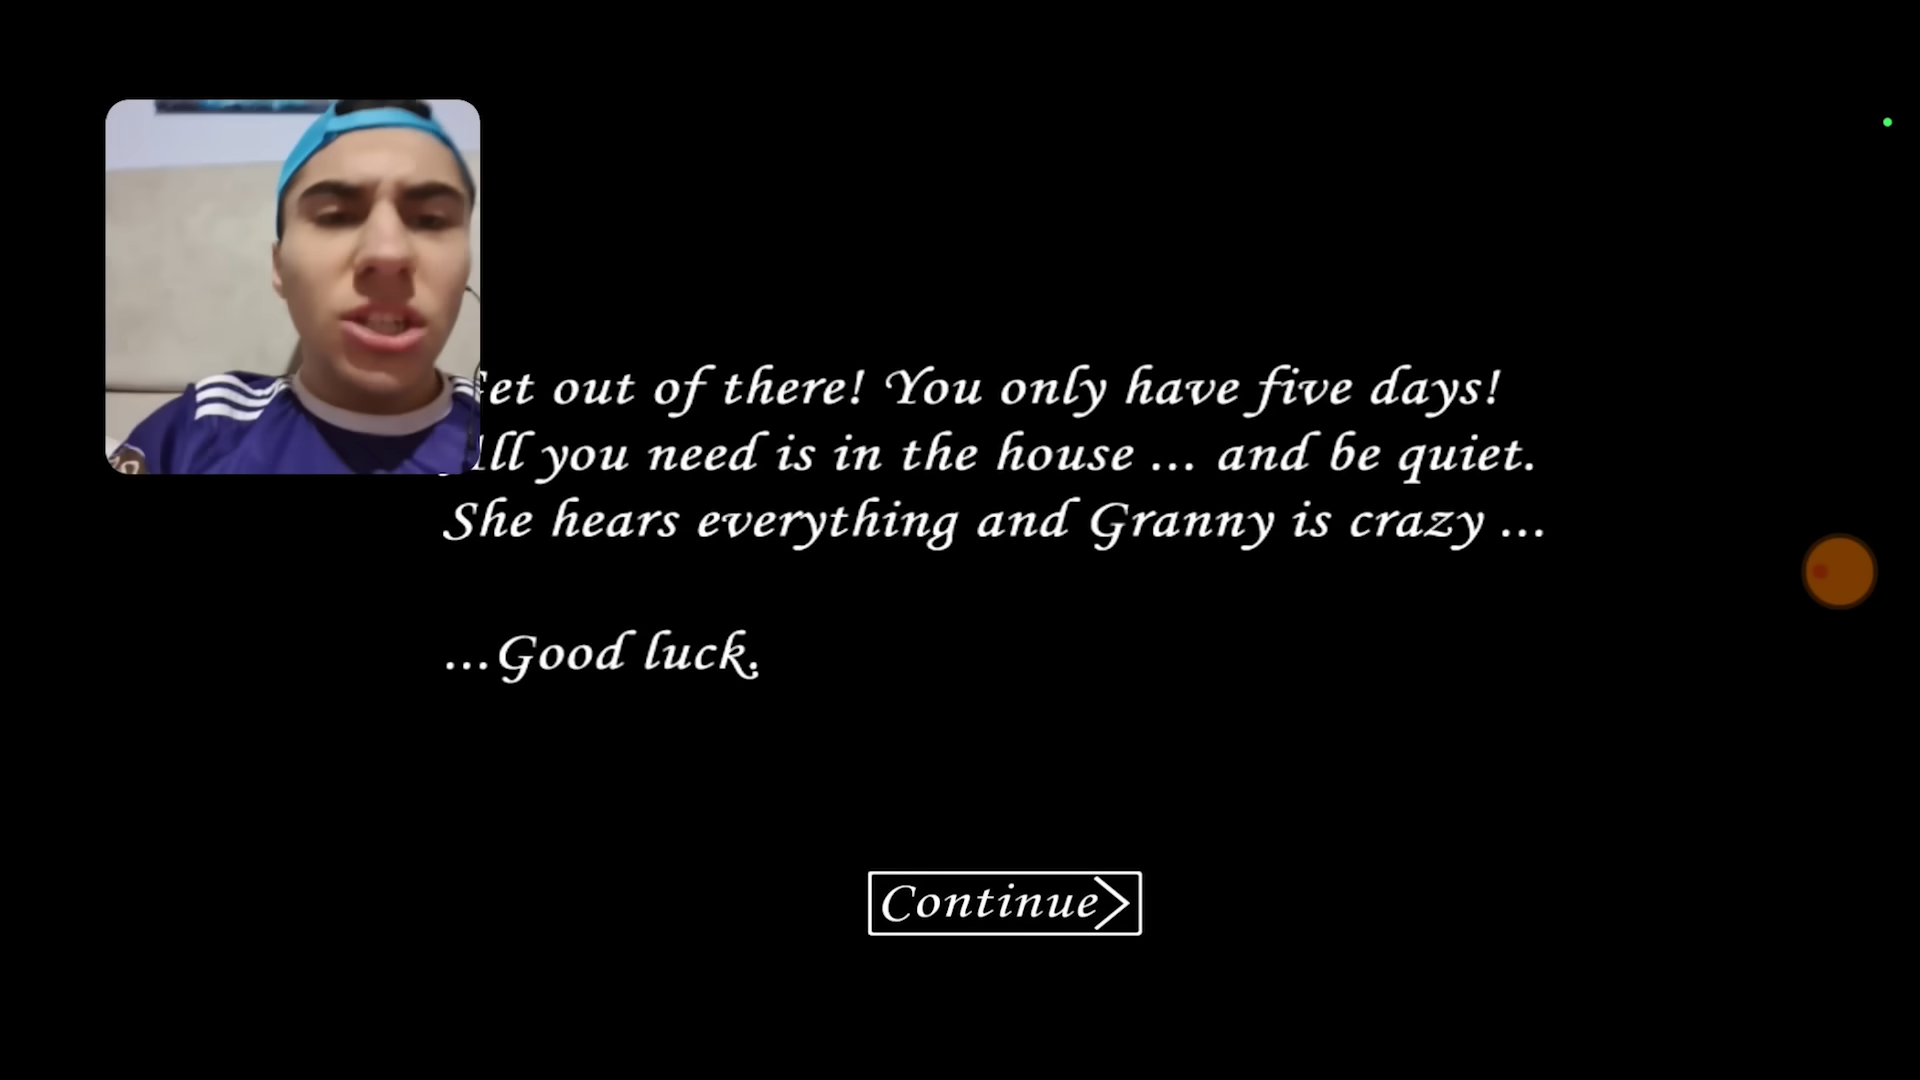 et out of there! You only have five days!
ll you need is in the house ... and be quiet.
She hears everything and Granny is crazy ...
...Good luck.
Continue